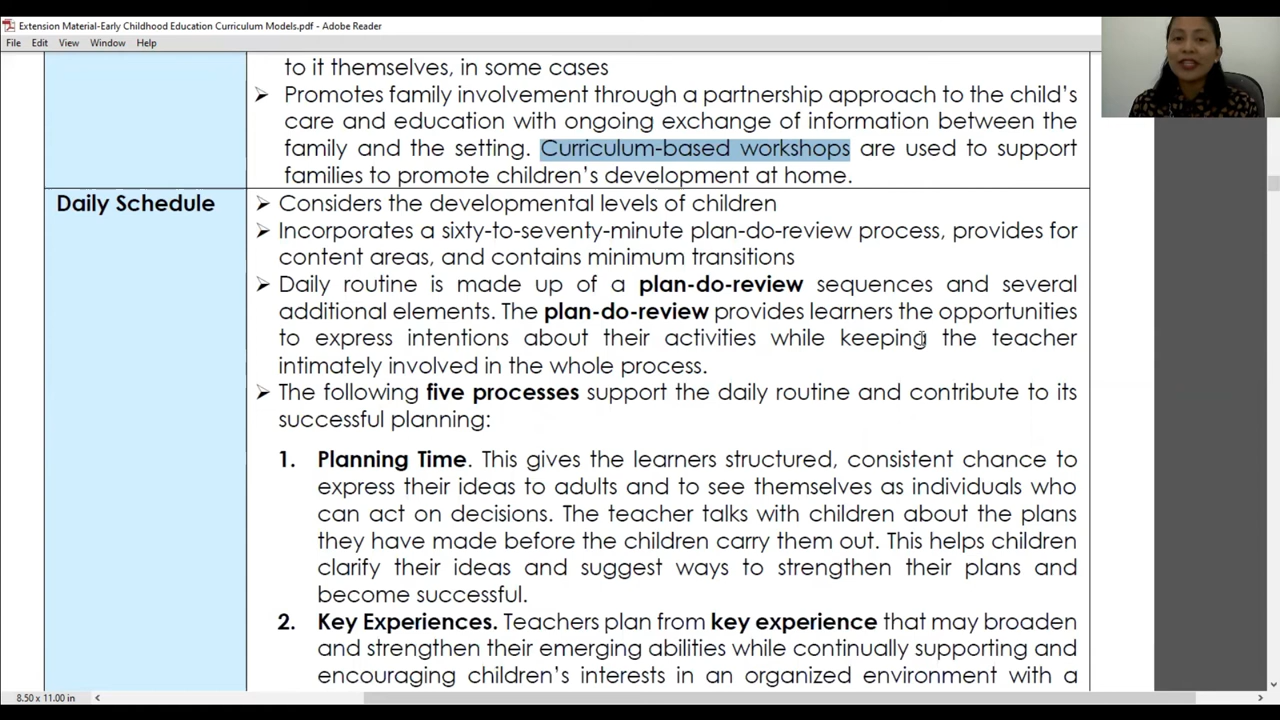 Extension Material-Early Childhood Education Curriculum Models.pdf - Adobe Reader
File Edit View Window Help
to it themselves, in some cases
➢ Promotes family involvement through a partnership approach to the child's
care and education with ongoing exchange of information between the
family and the setting. Curriculum-based workshops are used to support
families to promote children's development at home.
Daily Schedule
➢ Considers the developmental levels of children
➢ Incorporates a sixty-to-seventy-minute plan-do-review process, provides for
content areas, and contains minimum transitions
➢ Daily routine is made up of a plan-do-review sequences and several
additional elements. The plan-do-review provides learners the opportunities
to express intentions about their activities while keeping the teacher
intimately involved in the whole process.
➢ The following five processes support the daily routine and contribute to its
successful planning:
1. Planning Time. This gives the learners structured, consistent chance to
express their ideas to adults and to see themselves as individuals who
can act on decisions. The teacher talks with children about the plans
they have made before the children carry them out. This helps children
clarify their ideas and suggest ways to strengthen their plans and
become successful.
2. Key Experiences. Teachers plan from key experience that may broaden
and strengthen their emerging abilities while continually supporting and
encouraging children's interests in an organized environment with a
8.50 x 11.00 in